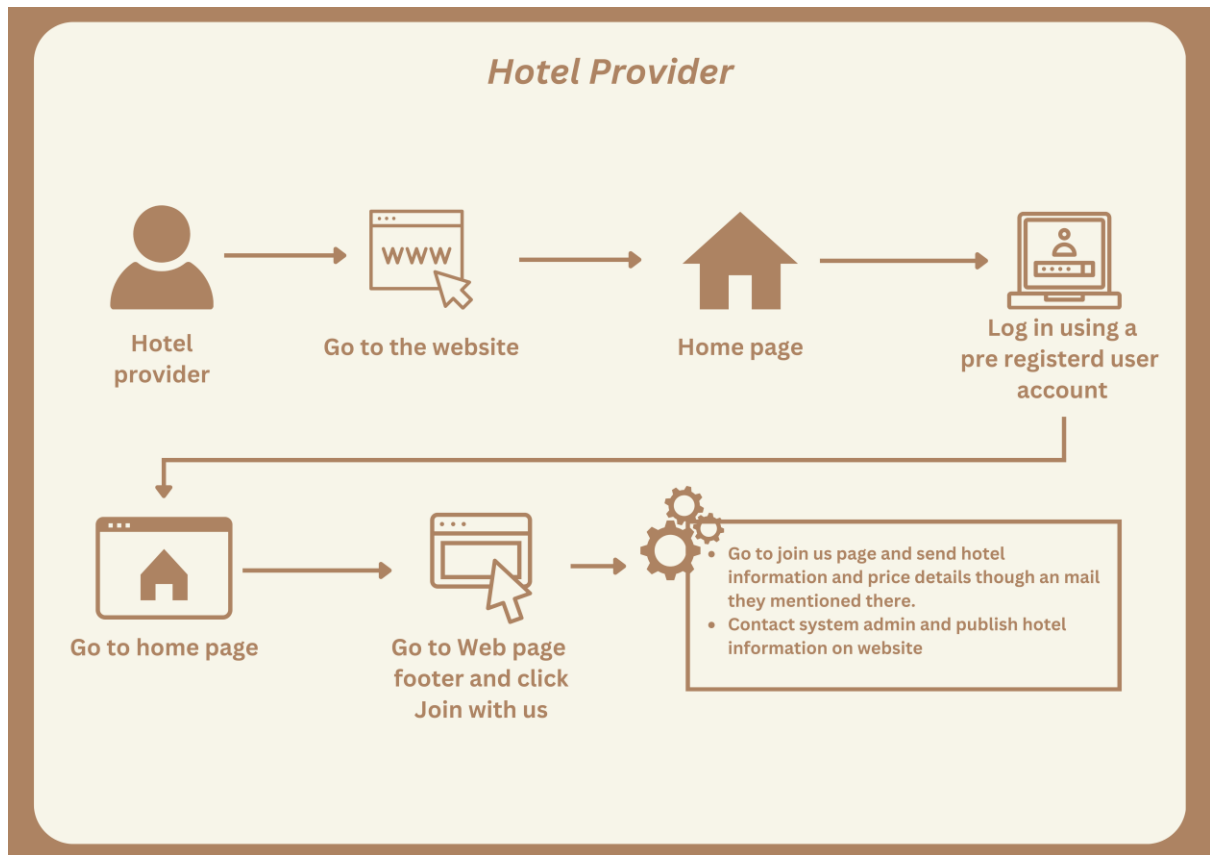 Hotel Provider
www
Hotel
provider
Go to the website
Home page
Log in using a
pre registerd user
account
Go to home page
Go to Web page
footer and click
Join with us
• Go to join us page and send hotel
information and price details though an mail
they mentioned there.
• Contact system admin and publish hotel
information on website